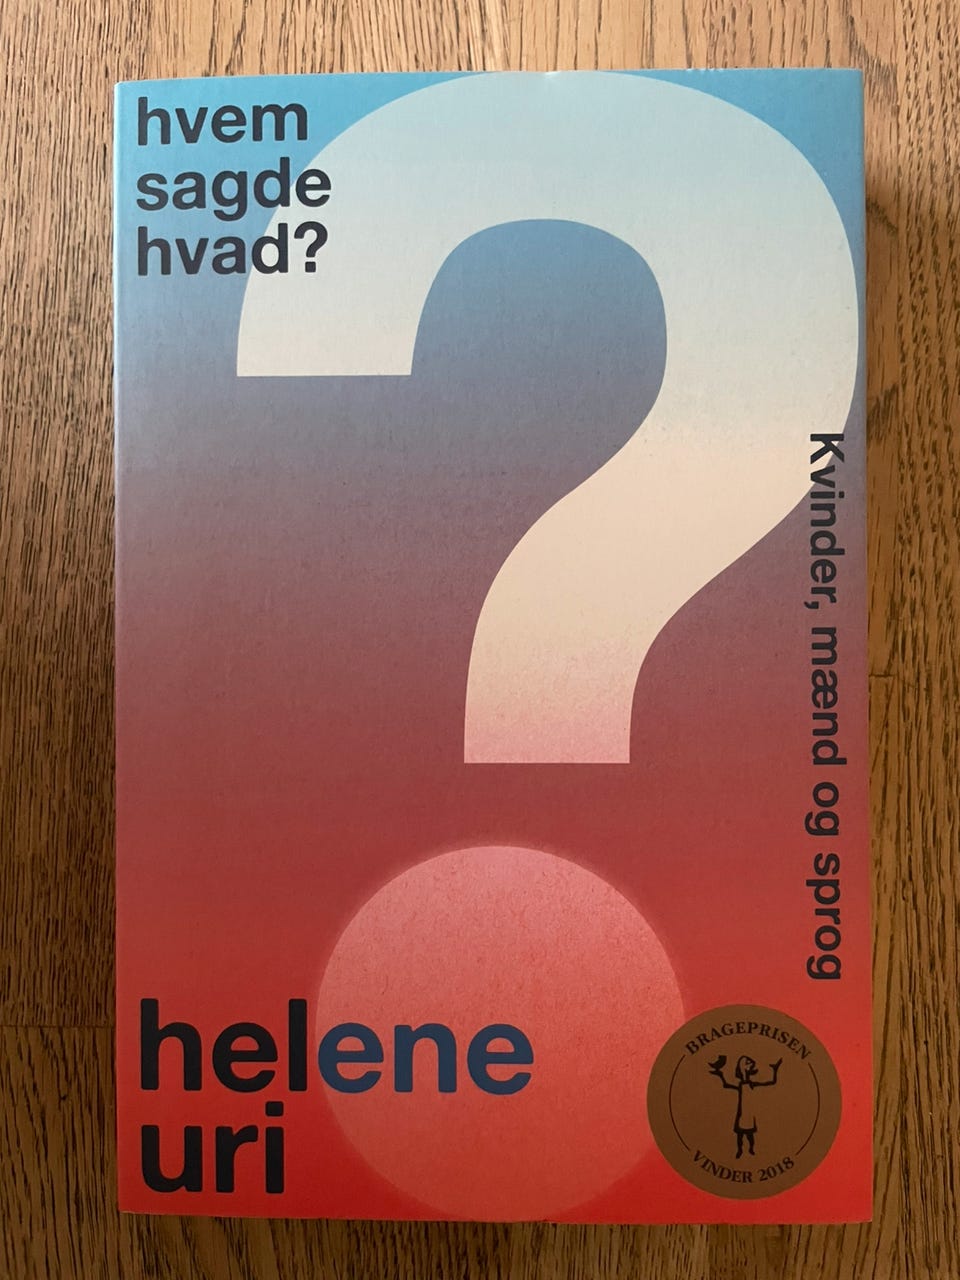 hvem
sagde
hvad?
Kvinder, mænd og sprog
helene
uri
BRAGEPRISEN
VINDER 2018